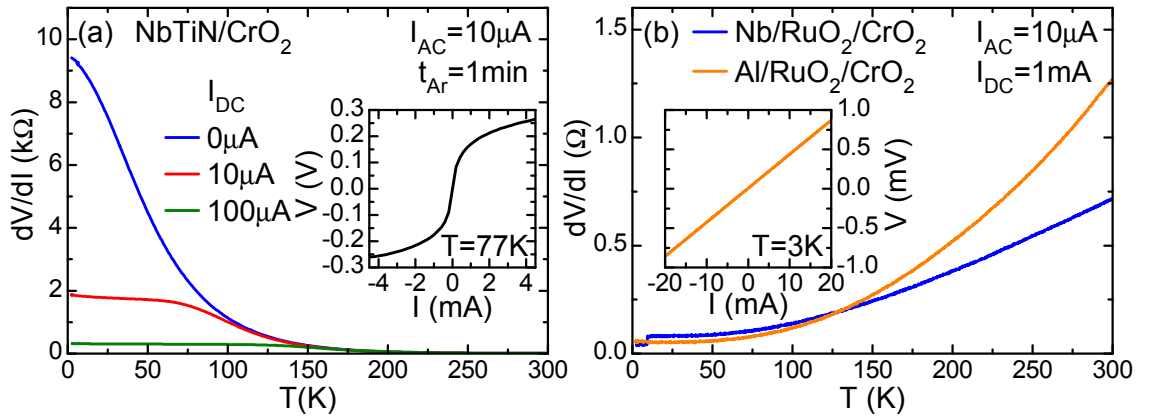 (a) NbTiN/CrO2
IAC=10μA
tAr=1min
IDC
0μA
10μA
100μA
dV/dI (kΩ)
10
8
6
4
2
0
0 50 100 150 200 250 300
T(K)
V (V)
0.3
0.2
0.1
0.0
-0.1
-0.2
-0.3
T=77K
-4 -2 0 2 4
I (mA)
(b) Nb/RuO2/CrO2
Al/RuO2/CrO2
IAC=10μA
IDC=1mA
dV/dI (Ω)
1.5
1.0
0.5
0.0
0 50 100 150 200 250 300
T (K)
1.0
0.5
0.0
-0.5
-1.0
V (mV)
T=3K
-20 -10 0 10 20
I (mA)